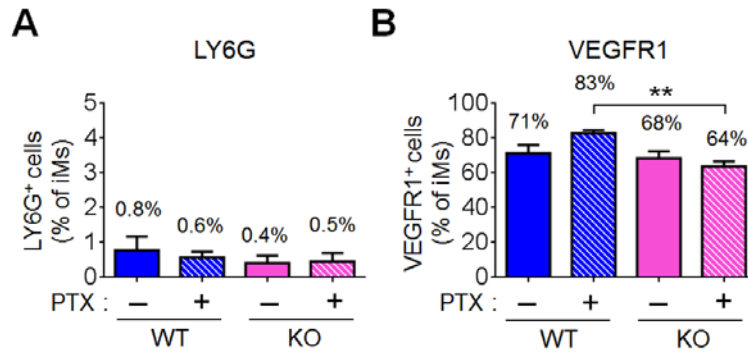 A
LY6G
LY6G+ cells
(% of iMs)
5
4
3
2
1
0
0.8%
0.6%
0.4%
0.5%
PTX :
–
+
–
+
WT
KO
B
VEGFR1
VEGFR1+ cells
(% of iMs)
100
80
60
40
20
0
71%
83%
**
68%
64%
PTX :
–
+
–
+
WT
KO